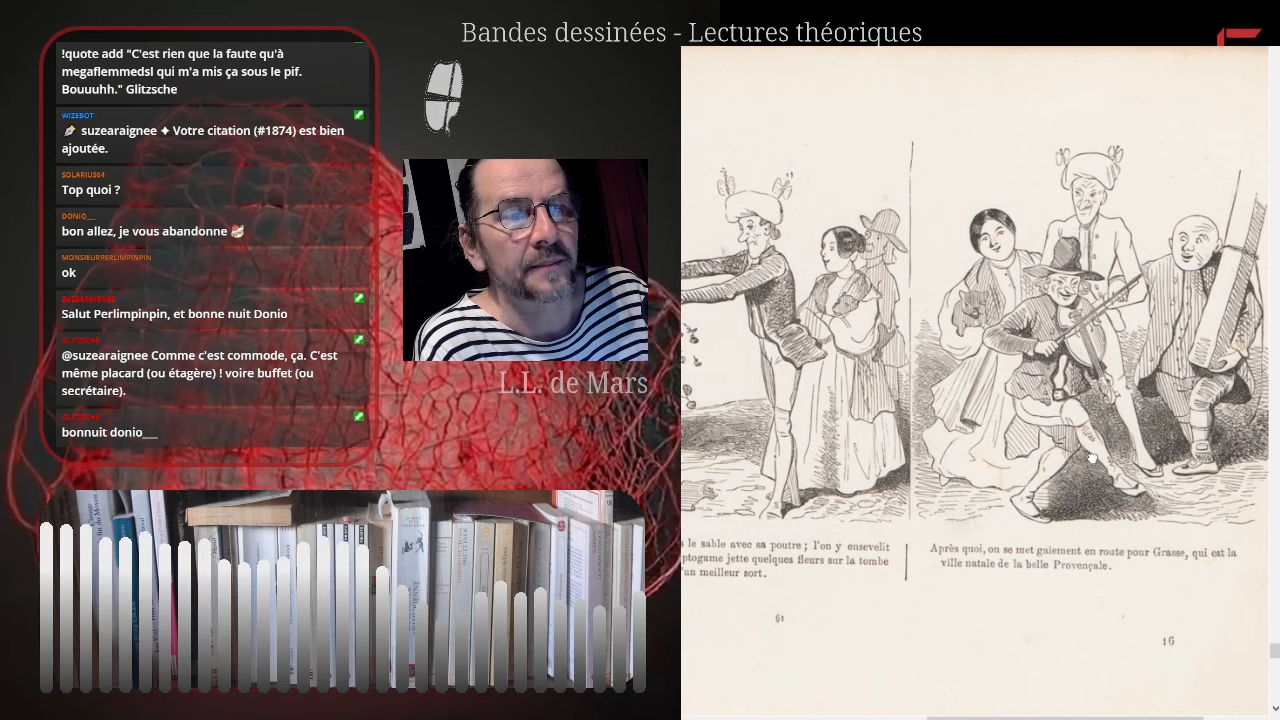 Bandes dessinées - Lectures théoriques
!quote add "C'est rien que la faute qu'à
megaflemmedsl qui m'a mis ça sous le pif.
Bouuuhh." Glitzsche
WIZEBOT
suzearaignee ✦ Votre citation (#1874) est bien
ajoutée.
SOLARIUS64
Top quoi ?
DONIO__
bon allez, je vous abandonne
MONSIEURPERLIMPINPIN
ok
SUZEARAIGNEE
Salut Perlimpinpin, et bonne nuit Donio
@suzearaignee Comme c'est commode, ça. C'est
même placard (ou étagère) ! voire buffet (ou
secrétaire).
bonnuit donio__
L.L. de Mars
s le sable avec sa poutre ; l'on y ensevelit
ptogame jette quelques fleurs sur la tombe
un meilleur sort.
Après quoi, on se met gaiement en route pour Grasse, qui est la
ville natale de la belle Provençale.
16